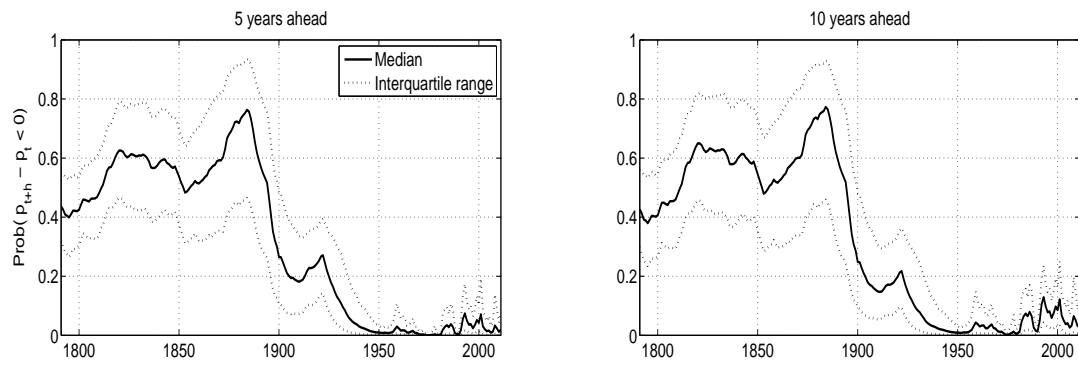 5 years ahead
Prob( p_{t+h} − p_t < 0)
1
0.8
0.6
0.4
0.2
0
1800 1850 1900 1950 2000
Median
Interquartile range
10 years ahead
1
0.8
0.6
0.4
0.2
0
1800 1850 1900 1950 2000